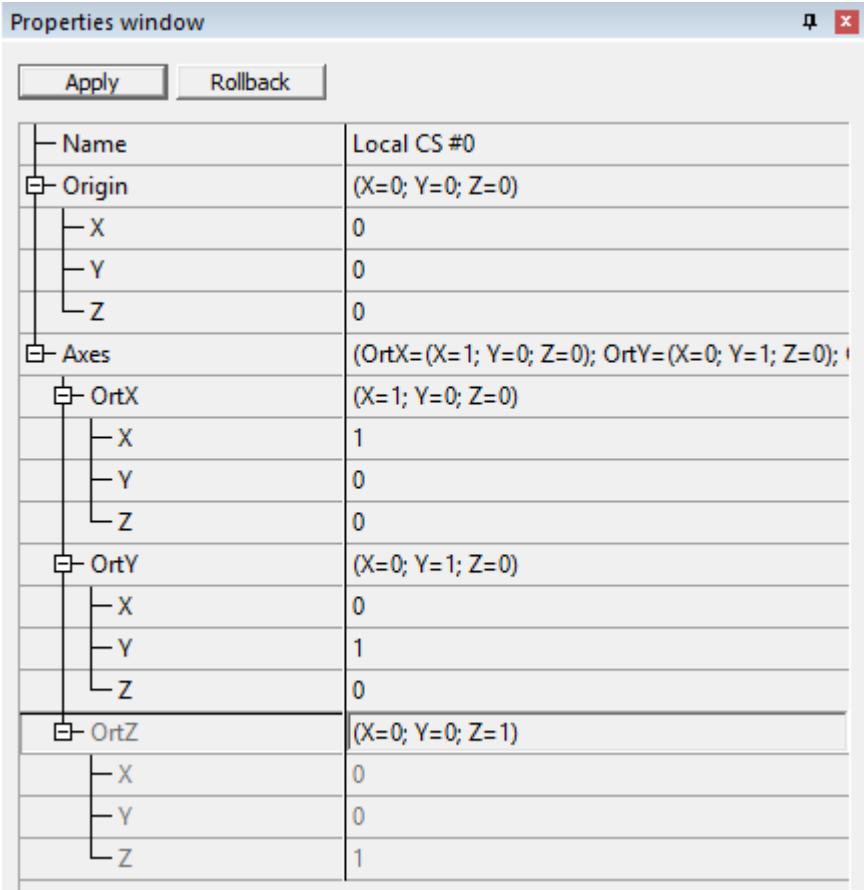 Properties window
Apply Rollback
Name Local CS #0
Origin (X=0; Y=0; Z=0)
X 0
Y 0
Z 0
Axes (OrtX=(X=1; Y=0; Z=0); OrtY=(X=0; Y=1; Z=0);
OrtX (X=1; Y=0; Z=0)
X 1
Y 0
Z 0
OrtY (X=0; Y=1; Z=0)
X 0
Y 1
Z 0
OrtZ (X=0; Y=0; Z=1)
X 0
Y 0
Z 1